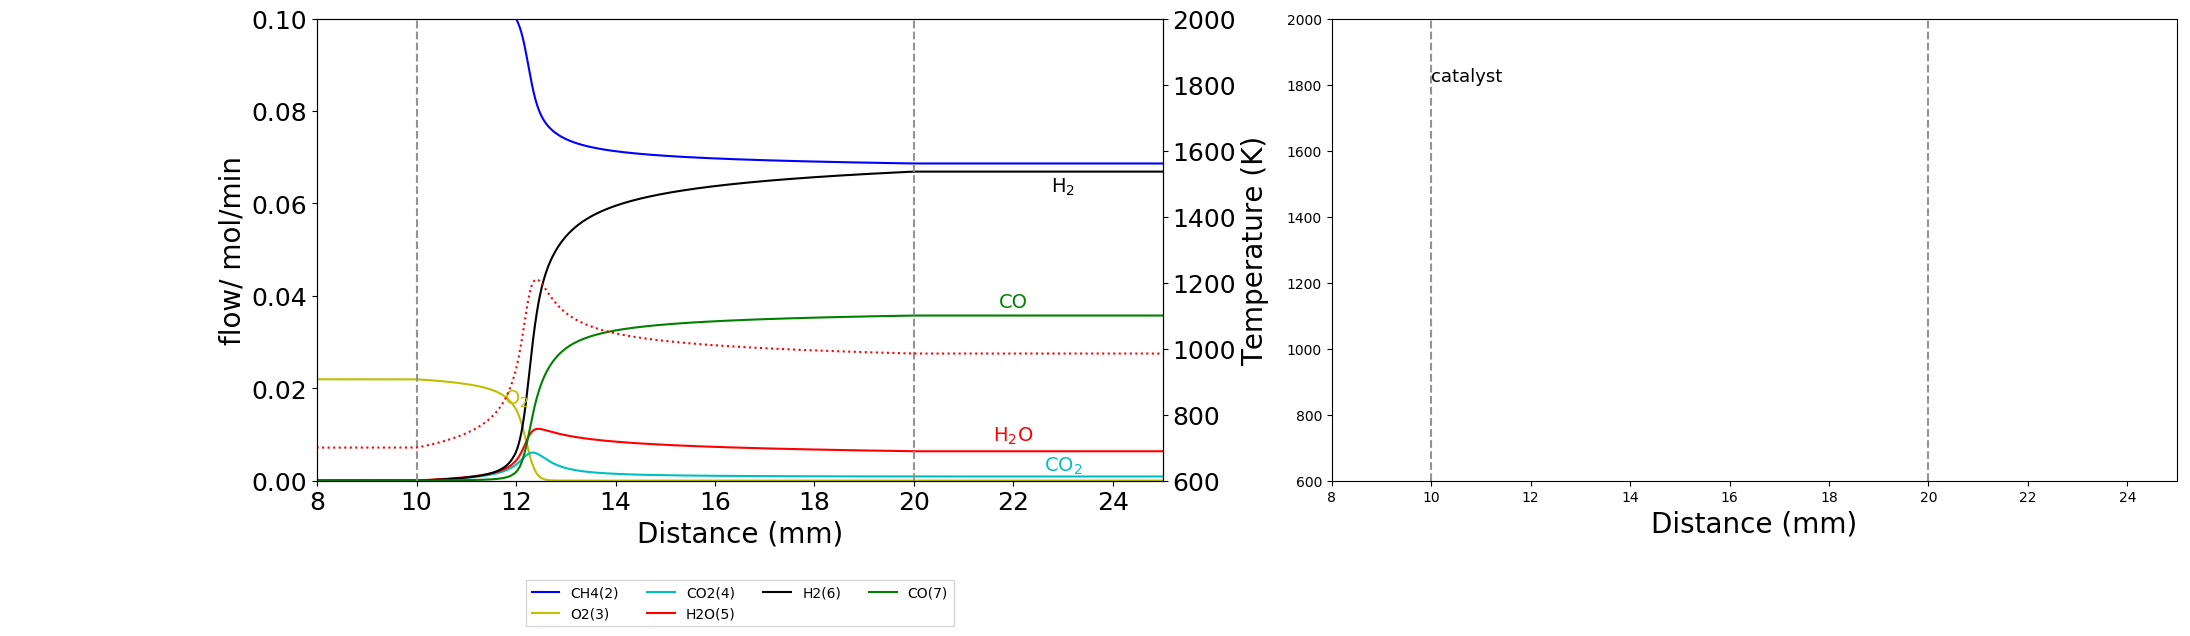 0.10
0.08
0.06
0.04
0.02
0.00
flow/ mol/min
8 10 12 14 16 18 20 22 24
Distance (mm)
2000
1800
1600
1400
1200
1000
800
600
Temperature (K)
H₂
CO
O₂
H₂O
CO₂
CH4(2) CO2(4) H2(6) CO(7)
O2(3) H2O(5)
2000
1800
1600
1400
1200
1000
800
600
catalyst
8 10 12 14 16 18 20 22 24
Distance (mm)